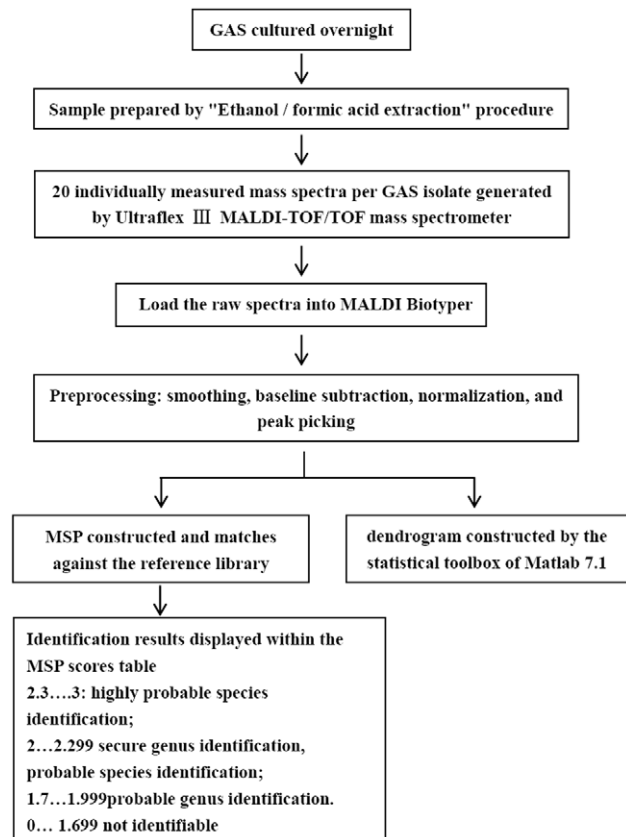 GAS cultured overnight
Sample prepared by "Ethanol / formic acid extraction" procedure
20 individually measured mass spectra per GAS isolate generated
by Ultraflex Ⅲ MALDI-TOF/TOF mass spectrometer
Load the raw spectra into MALDI Biotyper
Preprocessing: smoothing, baseline subtraction, normalization, and
peak picking
MSP constructed and matches
against the reference library
dendrogram constructed by the
statistical toolbox of Matlab 7.1
Identification results displayed within the
MSP scores table
2.3….3: highly probable species
identification;
2…2.299 secure genus identification,
probable species identification;
1.7…1.999probable genus identification.
0… 1.699 not identifiable